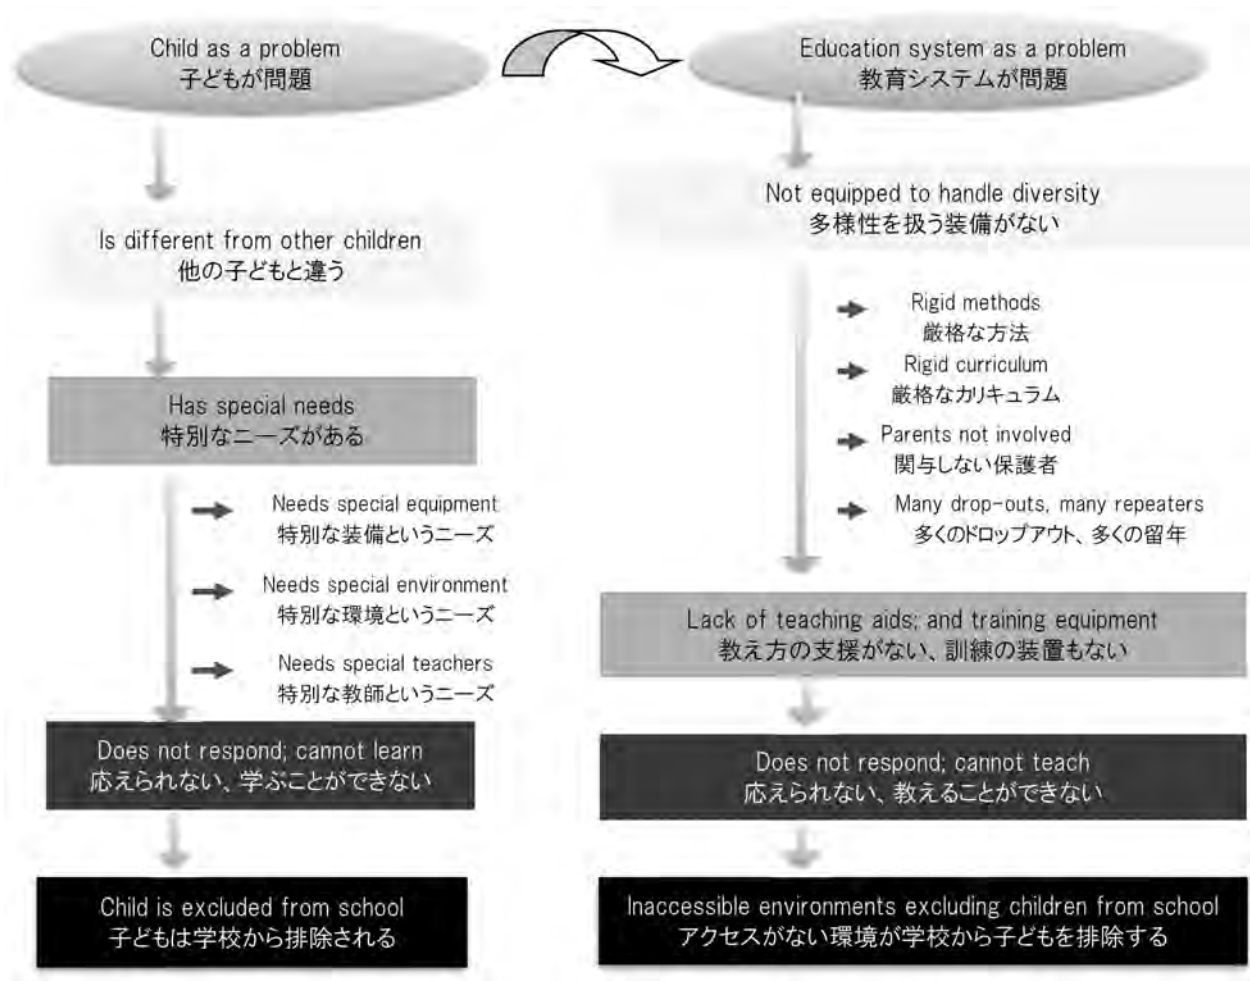 Child as a problem
子どもが問題
Is different from other children
他の子どもと違う
Has special needs
特別なニーズがある
Needs special equipment
特別な装備というニーズ
Needs special environment
特別な環境というニーズ
Needs special teachers
特別な教師というニーズ
Does not respond; cannot learn
応えられない、学ぶことができない
Child is excluded from school
子どもは学校から排除される
Education system as a problem
教育システムが問題
Not equipped to handle diversity
多様性を扱う装備がない
Rigid methods
厳格な方法
Rigid curriculum
厳格なカリキュラム
Parents not involved
関与しない保護者
Many drop-outs, many repeaters
多くのドロップアウト、多くの留年
Lack of teaching aids; and training equipment
教え方の支援がない、訓練の装置もない
Does not respond; cannot teach
応えられない、教えることができない
Inaccessible environments excluding children from school
アクセスがない環境が学校から子どもを排除する